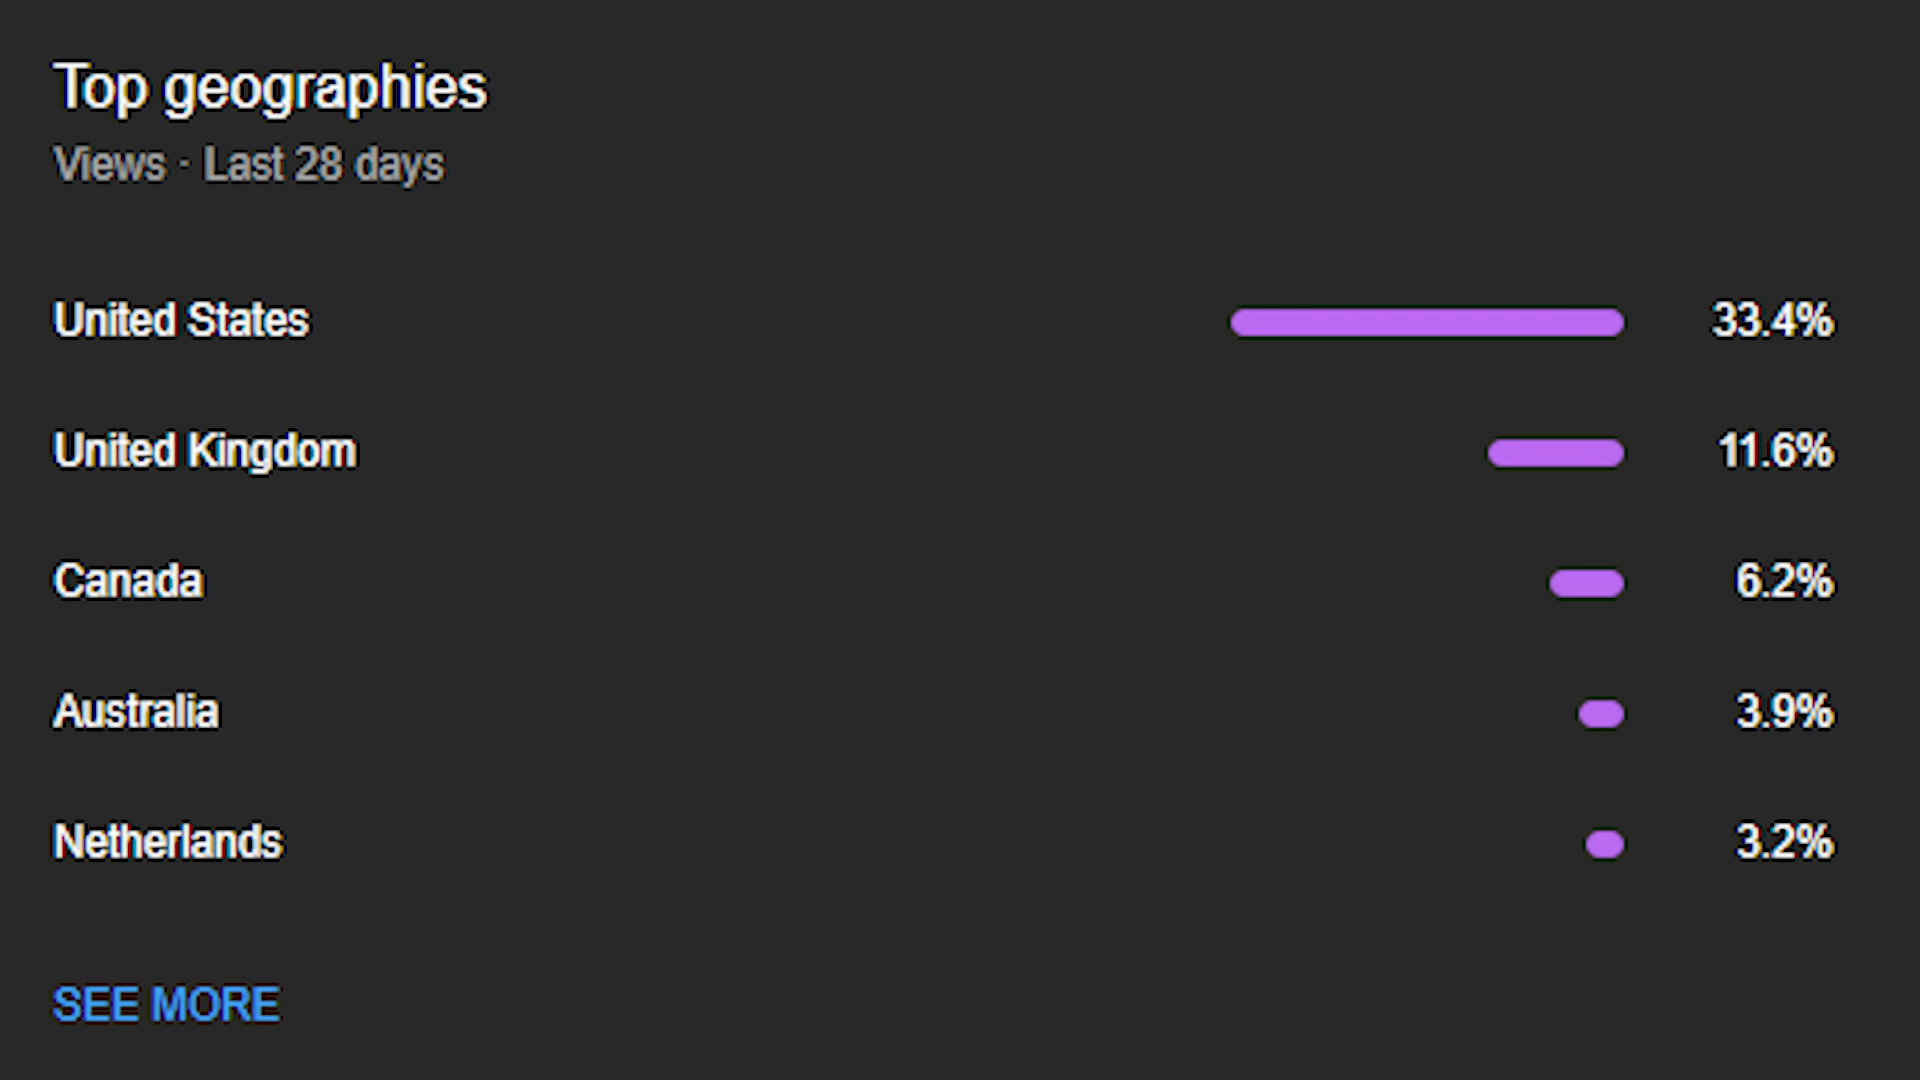 Top geographies
Views · Last 28 days
United States 33.4%
United Kingdom 11.6%
Canada 6.2%
Australia 3.9%
Netherlands 3.2%
SEE MORE